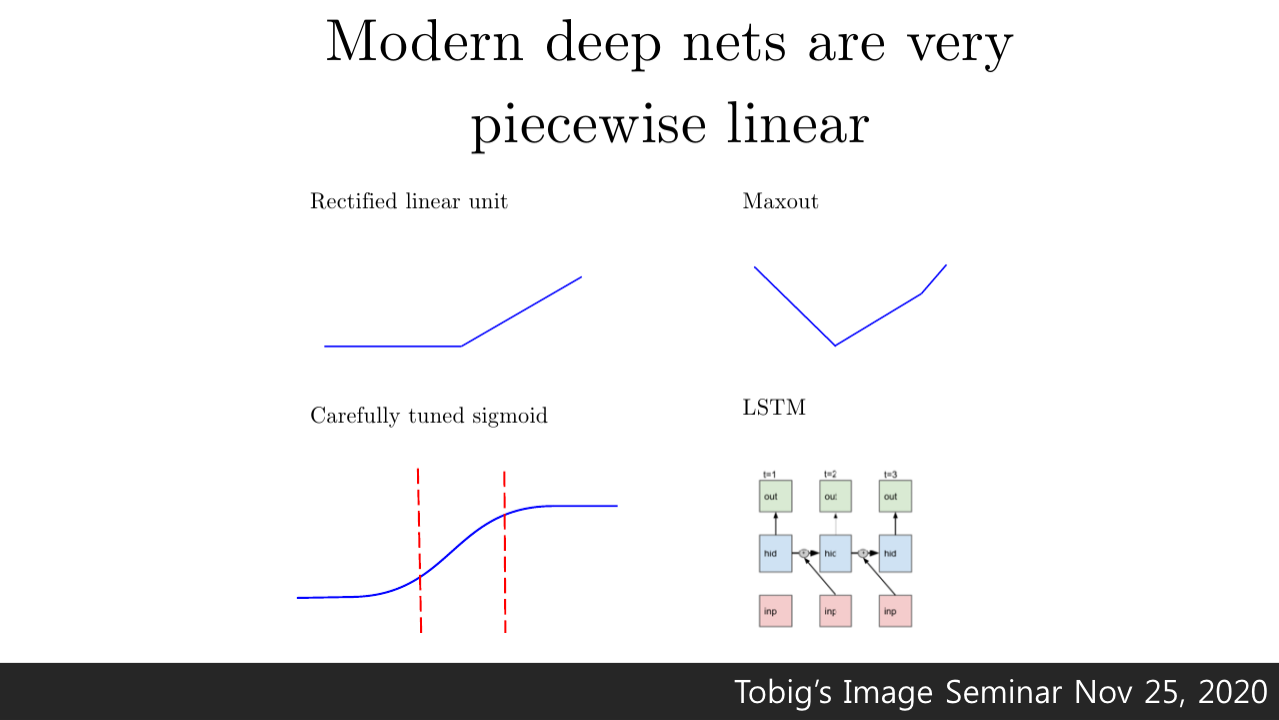 Modern deep nets are very
piecewise linear
Rectified linear unit
Maxout
Carefully tuned sigmoid
LSTM
t=1 t=2 t=3
out out out
hid hid hid
inp inp inp
Tobig's Image Seminar Nov 25, 2020